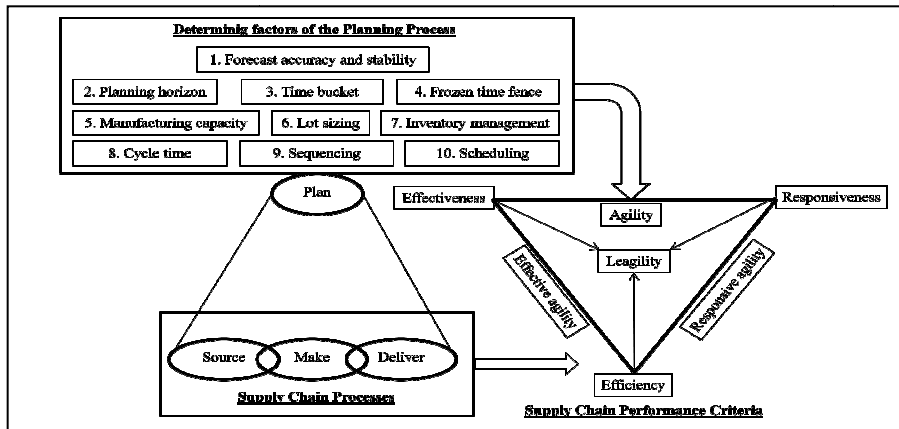 Determinig factors of the Planning Process
1. Forecast accuracy and stability
2. Planning horizon
3. Time bucket
4. Frozen time fence
5. Manufacturing capacity
6. Lot sizing
7. Inventory management
8. Cycle time
9. Sequencing
10. Scheduling
Plan
Effectiveness
Responsiveness
Agility
Leagility
Effective agility
Responsive agility
Source
Make
Deliver
Efficiency
Supply Chain Processes
Supply Chain Performance Criteria